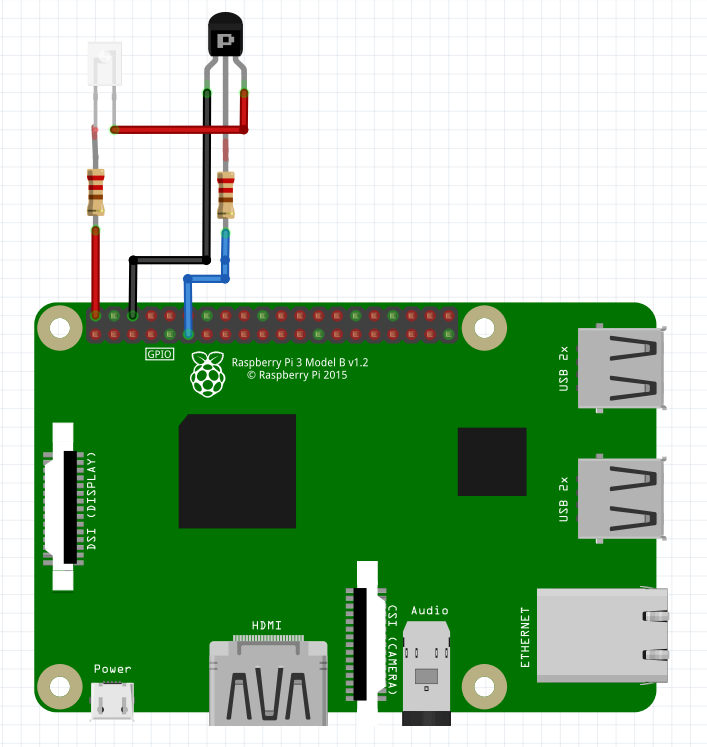 P
GPIO
Raspberry Pi 3 Model B v1.2
© Raspberry Pi 2015
USB 2x
DSI (DISPLAY)
USB 2x
HDMI
CSI (CAMERA)
Audio
ETHERNET
Power